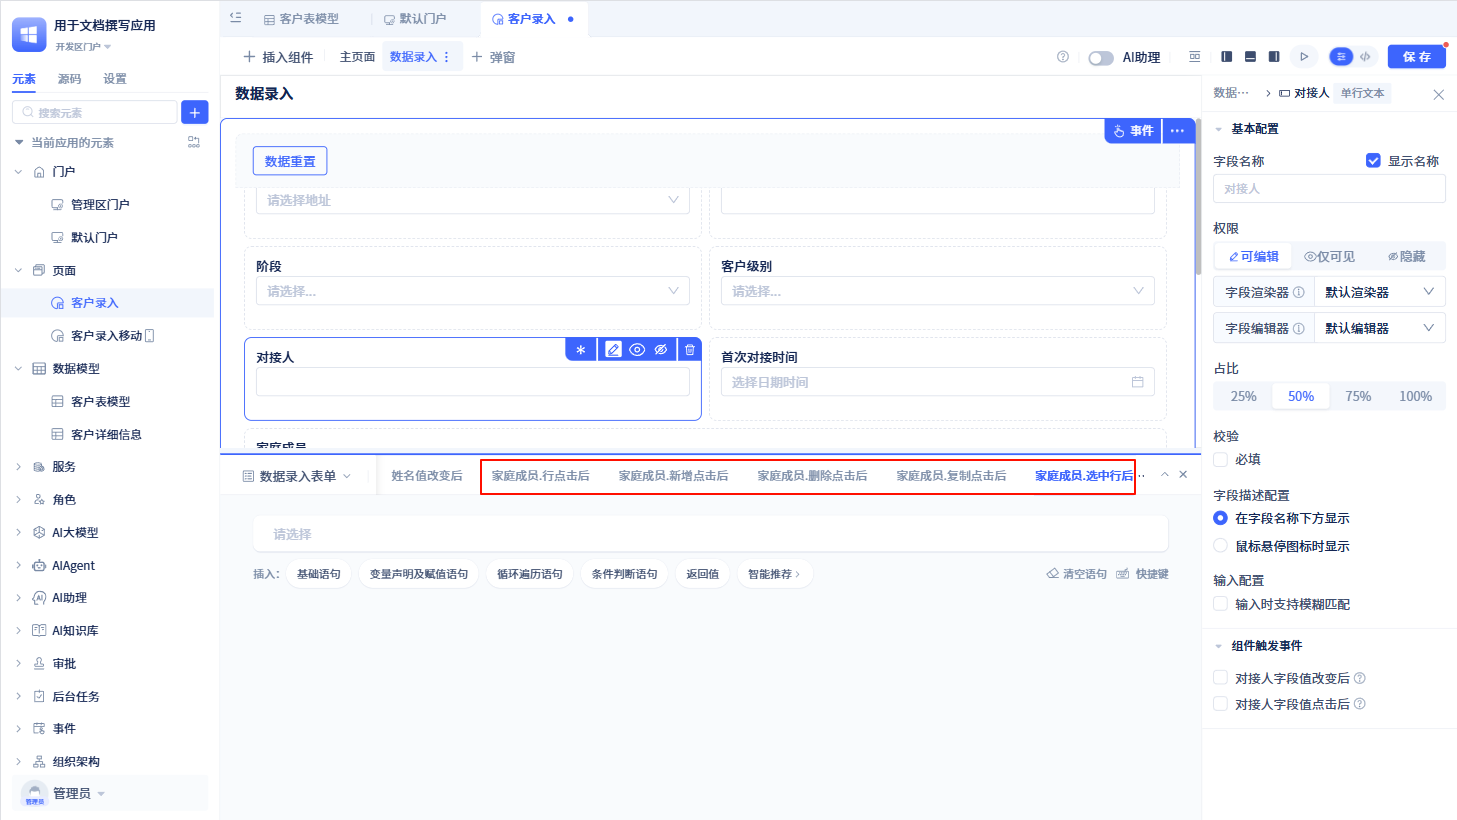 用于文档撰写应用
开发区门户
元素 源码 设置
搜索元素
当前应用的元素
门户
管理区门户
默认门户
页面
客户录入
客户录入移动
数据模型
客户表模型
客户详细信息
服务
角色
AI大模型
AIAgent
AI助理
AI知识库
审批
后台任务
事件
组织架构
管理员
管理员
客户表模型 默认门户 客户录入
插入组件 主页面 数据录入 弹窗 AI助理 保存
数据录入
事件
数据重置
请选择地址
阶段 客户级别
请选择... 请选择...
对接人 首次对接时间
选择日期时间
家庭成员
数据录入表单 姓名值改变后 家庭成员.行点击后 家庭成员.新增点击后 家庭成员.删除点击后 家庭成员.复制点击后 家庭成员.选中行后
请选择
插入: 基础语句 变量声明及赋值语句 循环遍历语句 条件判断语句 返回值 智能推荐 清空语句 快捷键
数据··· 对接人 单行文本
基本配置
字段名称 显示名称
对接人
权限
可编辑 仅可见 隐藏
字段渲染器 默认渲染器
字段编辑器 默认编辑器
占比
25% 50% 75% 100%
校验
必填
字段描述配置
在字段名称下方显示
鼠标悬停图标时显示
输入配置
输入时支持模糊匹配
组件触发事件
对接人字段值改变后
对接人字段值点击后